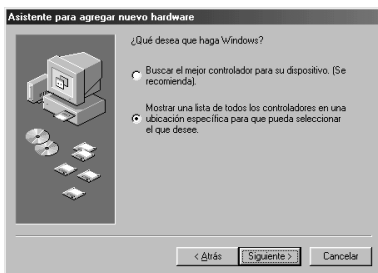 Asistente para agregar nuevo hardware
¿Qué desea que haga Windows?
Buscar el mejor controlador para su dispositivo. (Se
recomienda).
Mostrar una lista de todos los controladores en una
ubicación específica para que pueda seleccionar
el que desee.
< Atrás Siguiente > Cancelar